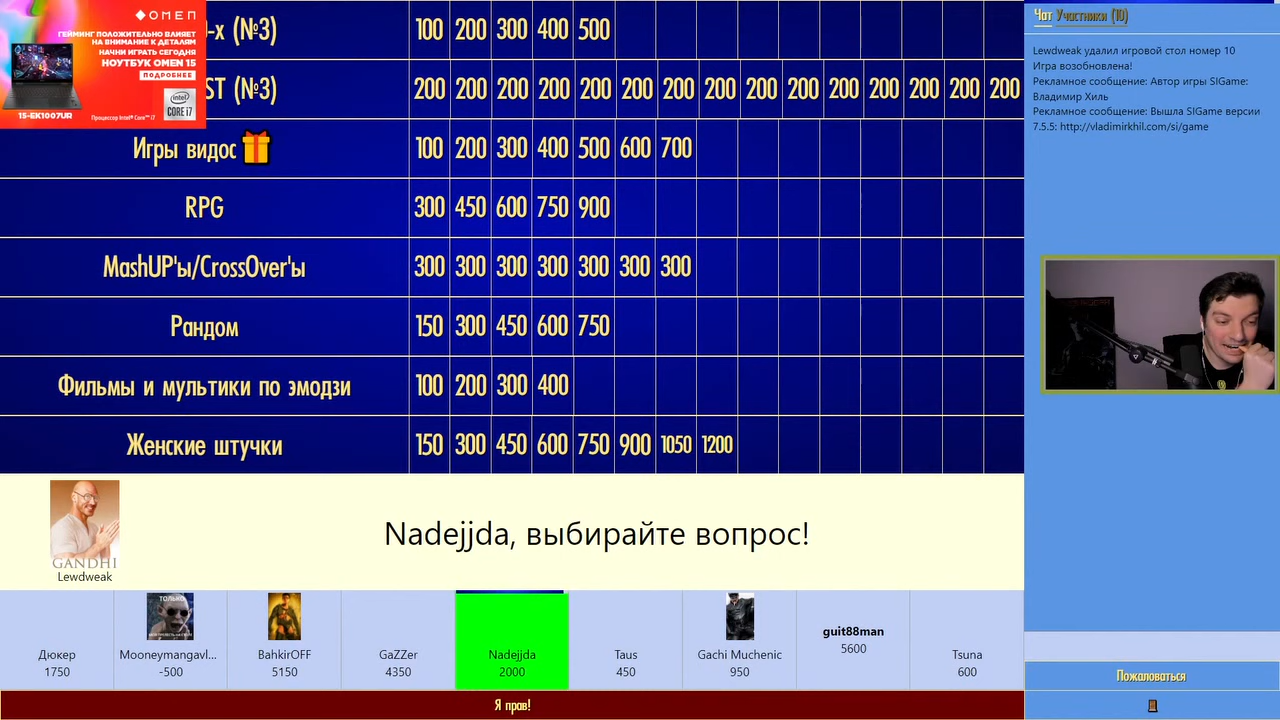 ОМЕП
ГЕЙМИНГ ПОЛОЖИТЕЛЬНО ВЛИЯЕТ
НА ВНИМАНИЕ К ДЕТАЛЯМ
НАЧНИ ИГРАТЬ СЕГОДНЯ
НОУТБУК OMEN 15
ПОДРОБНЕЕ
intel
CORE i7
15-EK1007UR
Процессор Intel® Core™ i7
-х (№3) 100 200 300 400 500
ST (№3) 200 200 200 200 200 200 200 200 200 200 200 200 200 200 200
Игры видос 100 200 300 400 500 600 700
RPG 300 450 600 750 900
MashUP'ы/CrossOver'ы 300 300 300 300 300 300 300
Рандом 150 300 450 600 750
Фильмы и мультики по эмодзи 100 200 300 400
Женские штучки 150 300 450 600 750 900 1050 1200
GANDHI
Lewdweak
Nadejjda, выбирайте вопрос!
ТОЛЬКО
Дюкер
1750
Mooneymangavl...
-500
BahkirOFF
5150
GaZZer
4350
Nadejjda
2000
Taus
450
Gachi Muchenic
950
guit88man
5600
Tsuna
600
Я прав!
Чат Участники (10)
Lewdweak удалил игровой стол номер 10
Игра возобновлена!
Рекламное сообщение: Автор игры SIGame:
Владимир Хиль
Рекламное сообщение: Вышла SIGame версии
7.5.5: http://vladimirkhil.com/si/game
Пожаловаться